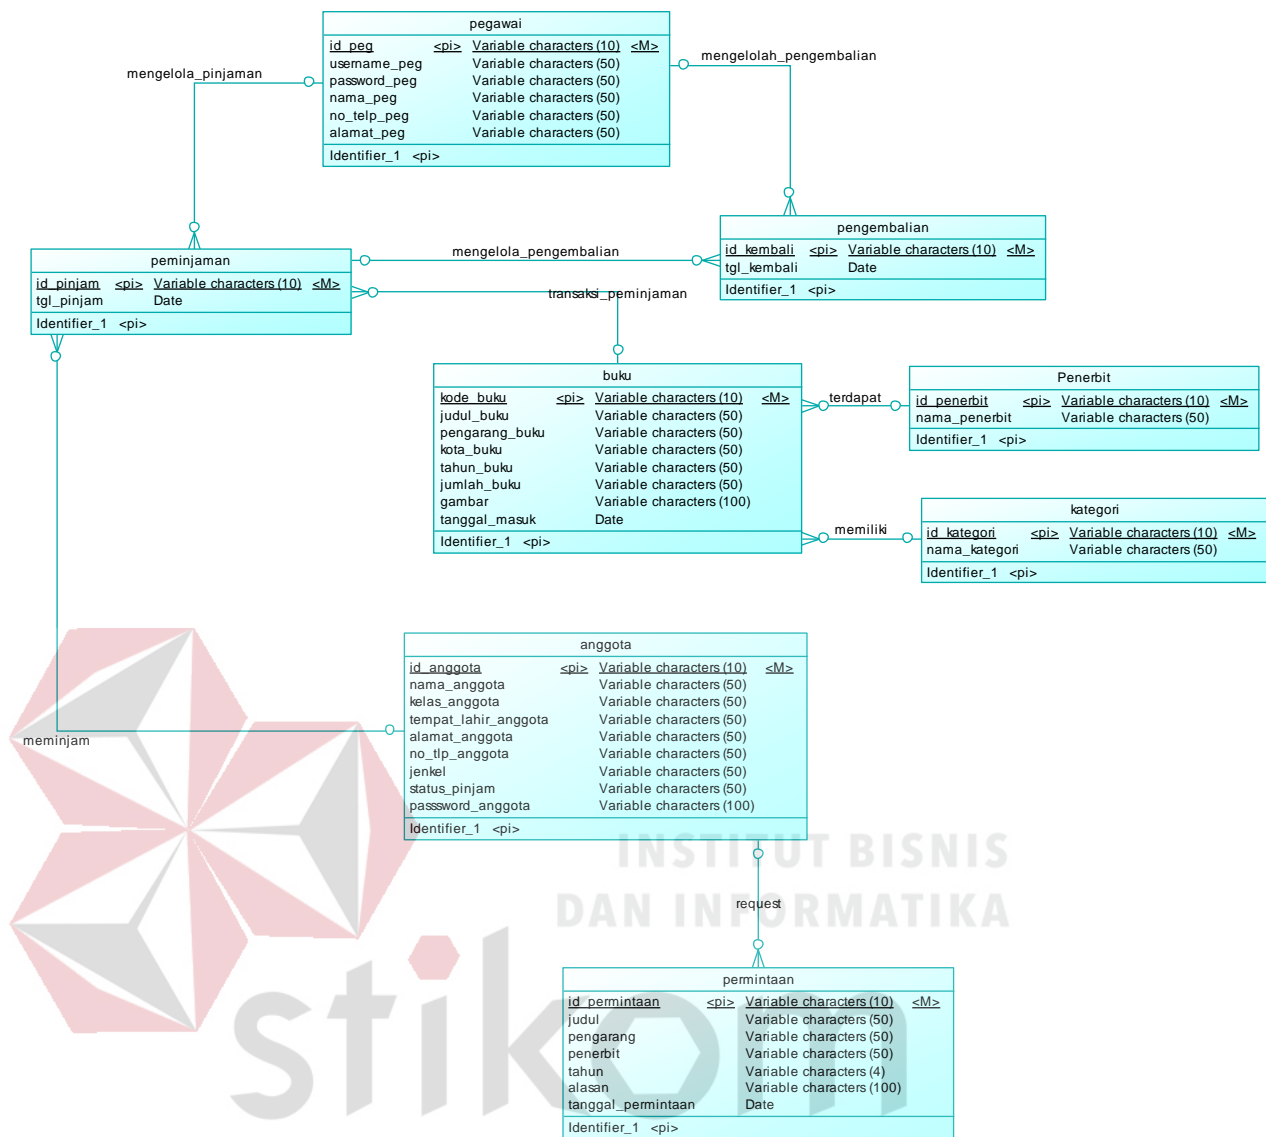 pegawai
id_peg <pi> Variable characters (10) <M>
username_peg Variable characters (50)
password_peg Variable characters (50)
nama_peg Variable characters (50)
no_telp_peg Variable characters (50)
alamat_peg Variable characters (50)
Identifier_1 <pi>
mengelola_pinjaman
mengelolah_pengembalian
pengembalian
id_kembali <pi> Variable characters (10) <M>
tgl_kembali Date
Identifier_1 <pi>
peminjaman
id_pinjam <pi> Variable characters (10) <M>
tgl_pinjam Date
Identifier_1 <pi>
mengelola_pengembalian
transaksi_peminjaman
buku
kode_buku <pi> Variable characters (10) <M>
judul_buku Variable characters (50)
pengarang_buku Variable characters (50)
kota_buku Variable characters (50)
tahun_buku Variable characters (50)
jumlah_buku Variable characters (50)
gambar Variable characters (100)
tanggal_masuk Date
Identifier_1 <pi>
terdapat
Penerbit
id_penerbit <pi> Variable characters (10) <M>
nama_penerbit Variable characters (50)
Identifier_1 <pi>
memiliki
kategori
id_kategori <pi> Variable characters (10) <M>
nama_kategori Variable characters (50)
Identifier_1 <pi>
anggota
id_anggota <pi> Variable characters (10) <M>
nama_anggota Variable characters (50)
kelas_anggota Variable characters (50)
tempat_lahir_anggota Variable characters (50)
alamat_anggota Variable characters (50)
no_tlp_anggota Variable characters (50)
jenkel Variable characters (50)
status_pinjam Variable characters (50)
passsword_anggota Variable characters (100)
Identifier_1 <pi>
meminjam
INSTITUT BISNIS
DAN INFORMATIKA
request
stikom
permintaan
id_permintaan <pi> Variable characters (10) <M>
judul Variable characters (50)
pengarang Variable characters (50)
penerbit Variable characters (50)
tahun Variable characters (4)
alasan Variable characters (100)
tanggal_permintaan Date
Identifier_1 <pi>